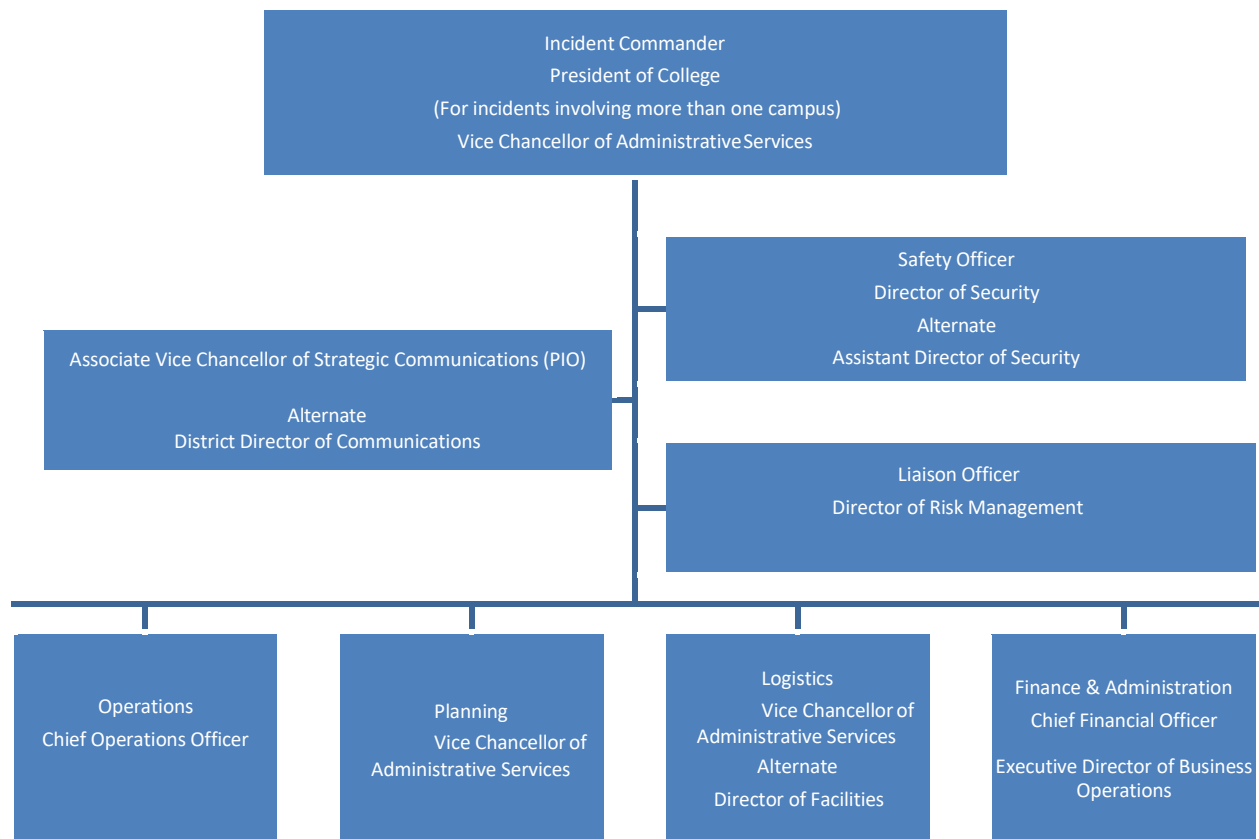 Incident Commander
President of College
(For incidents involving more than one campus)
Vice Chancellor of Administrative Services
Safety Officer
Director of Security
Alternate
Assistant Director of Security
Associate Vice Chancellor of Strategic Communications (PIO)
Alternate
District Director of Communications
Liaison Officer
Director of Risk Management
Operations
Chief Operations Officer
Planning
Vice Chancellor of
Administrative Services
Logistics
Vice Chancellor of
Administrative Services
Alternate
Director of Facilities
Finance & Administration
Chief Financial Officer
Executive Director of Business
Operations